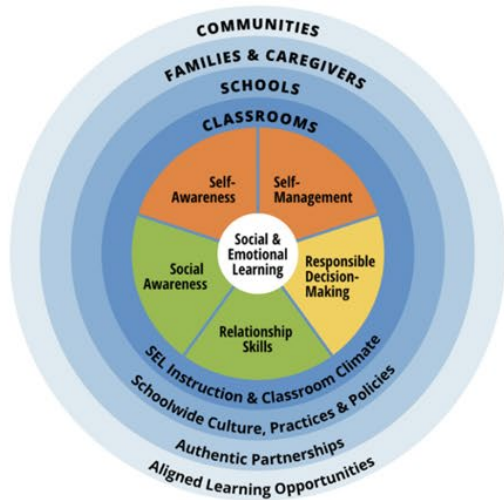 COMMUNITIES
FAMILIES & CAREGIVERS
SCHOOLS
CLASSROOMS
Self-
Awareness
Self-
Management
Social &
Emotional
Learning
Social
Awareness
Responsible
Decision-
Making
Relationship
Skills
SEL Instruction & Classroom Climate
Schoolwide Culture, Practices & Policies
Authentic Partnerships
Aligned Learning Opportunities